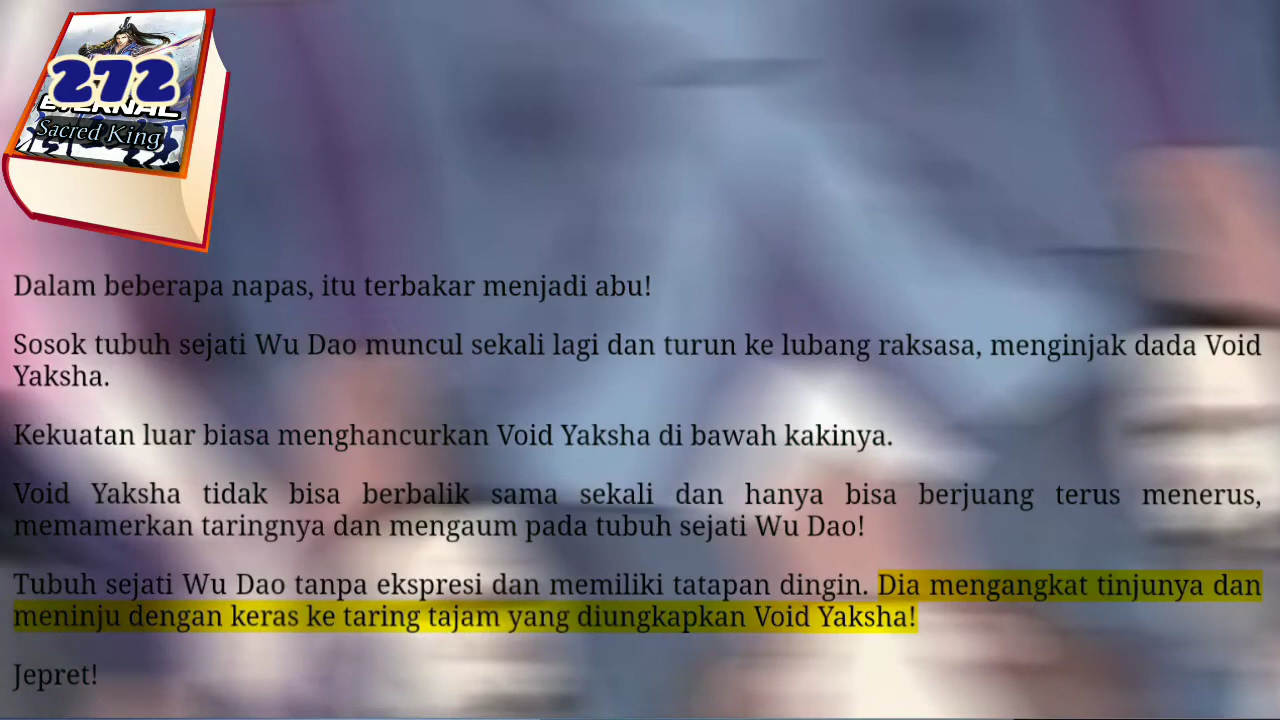 272
ETERNAL
Sacred King
Dalam beberapa napas, itu terbakar menjadi abu!
Sosok tubuh sejati Wu Dao muncul sekali lagi dan turun ke lubang raksasa, menginjak dada Void
Yaksha.
Kekuatan luar biasa menghancurkan Void Yaksha di bawah kakinya.
Void Yaksha tidak bisa berbalik sama sekali dan hanya bisa berjuang terus menerus,
memamerkan taringnya dan mengaum pada tubuh sejati Wu Dao!
Tubuh sejati Wu Dao tanpa ekspresi dan memiliki tatapan dingin. Dia mengangkat tinjunya dan
meninju dengan keras ke taring tajam yang diungkapkan Void Yaksha!
Jepret!